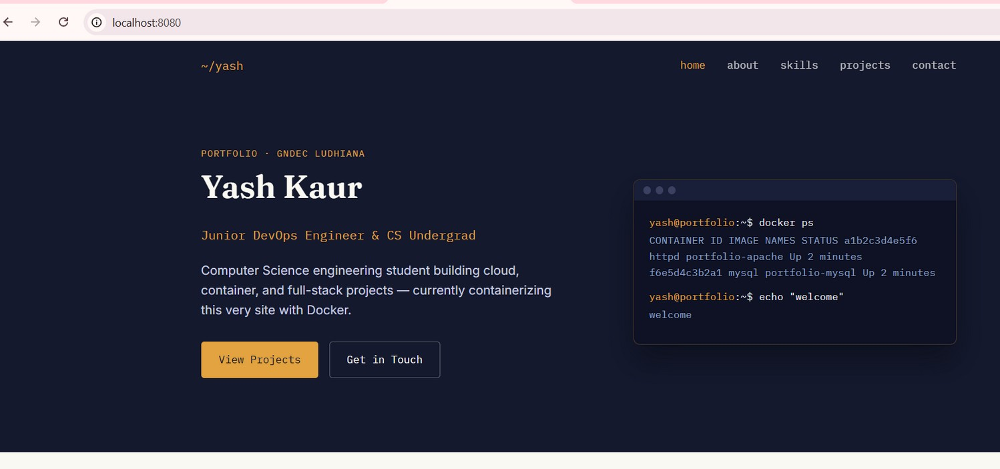 localhost:8080
~/yash
home about skills projects contact
PORTFOLIO · GNDEC LUDHIANA
Yash Kaur
Junior DevOps Engineer & CS Undergrad
Computer Science engineering student building cloud,
container, and full-stack projects — currently containerizing
this very site with Docker.
View Projects
Get in Touch
yash@portfolio:~$ docker ps
CONTAINER ID IMAGE NAMES STATUS a1b2c3d4e5f6
httpd portfolio-apache Up 2 minutes
f6e5d4c3b2a1 mysql portfolio-mysql Up 2 minutes
yash@portfolio:~$ echo "welcome"
welcome